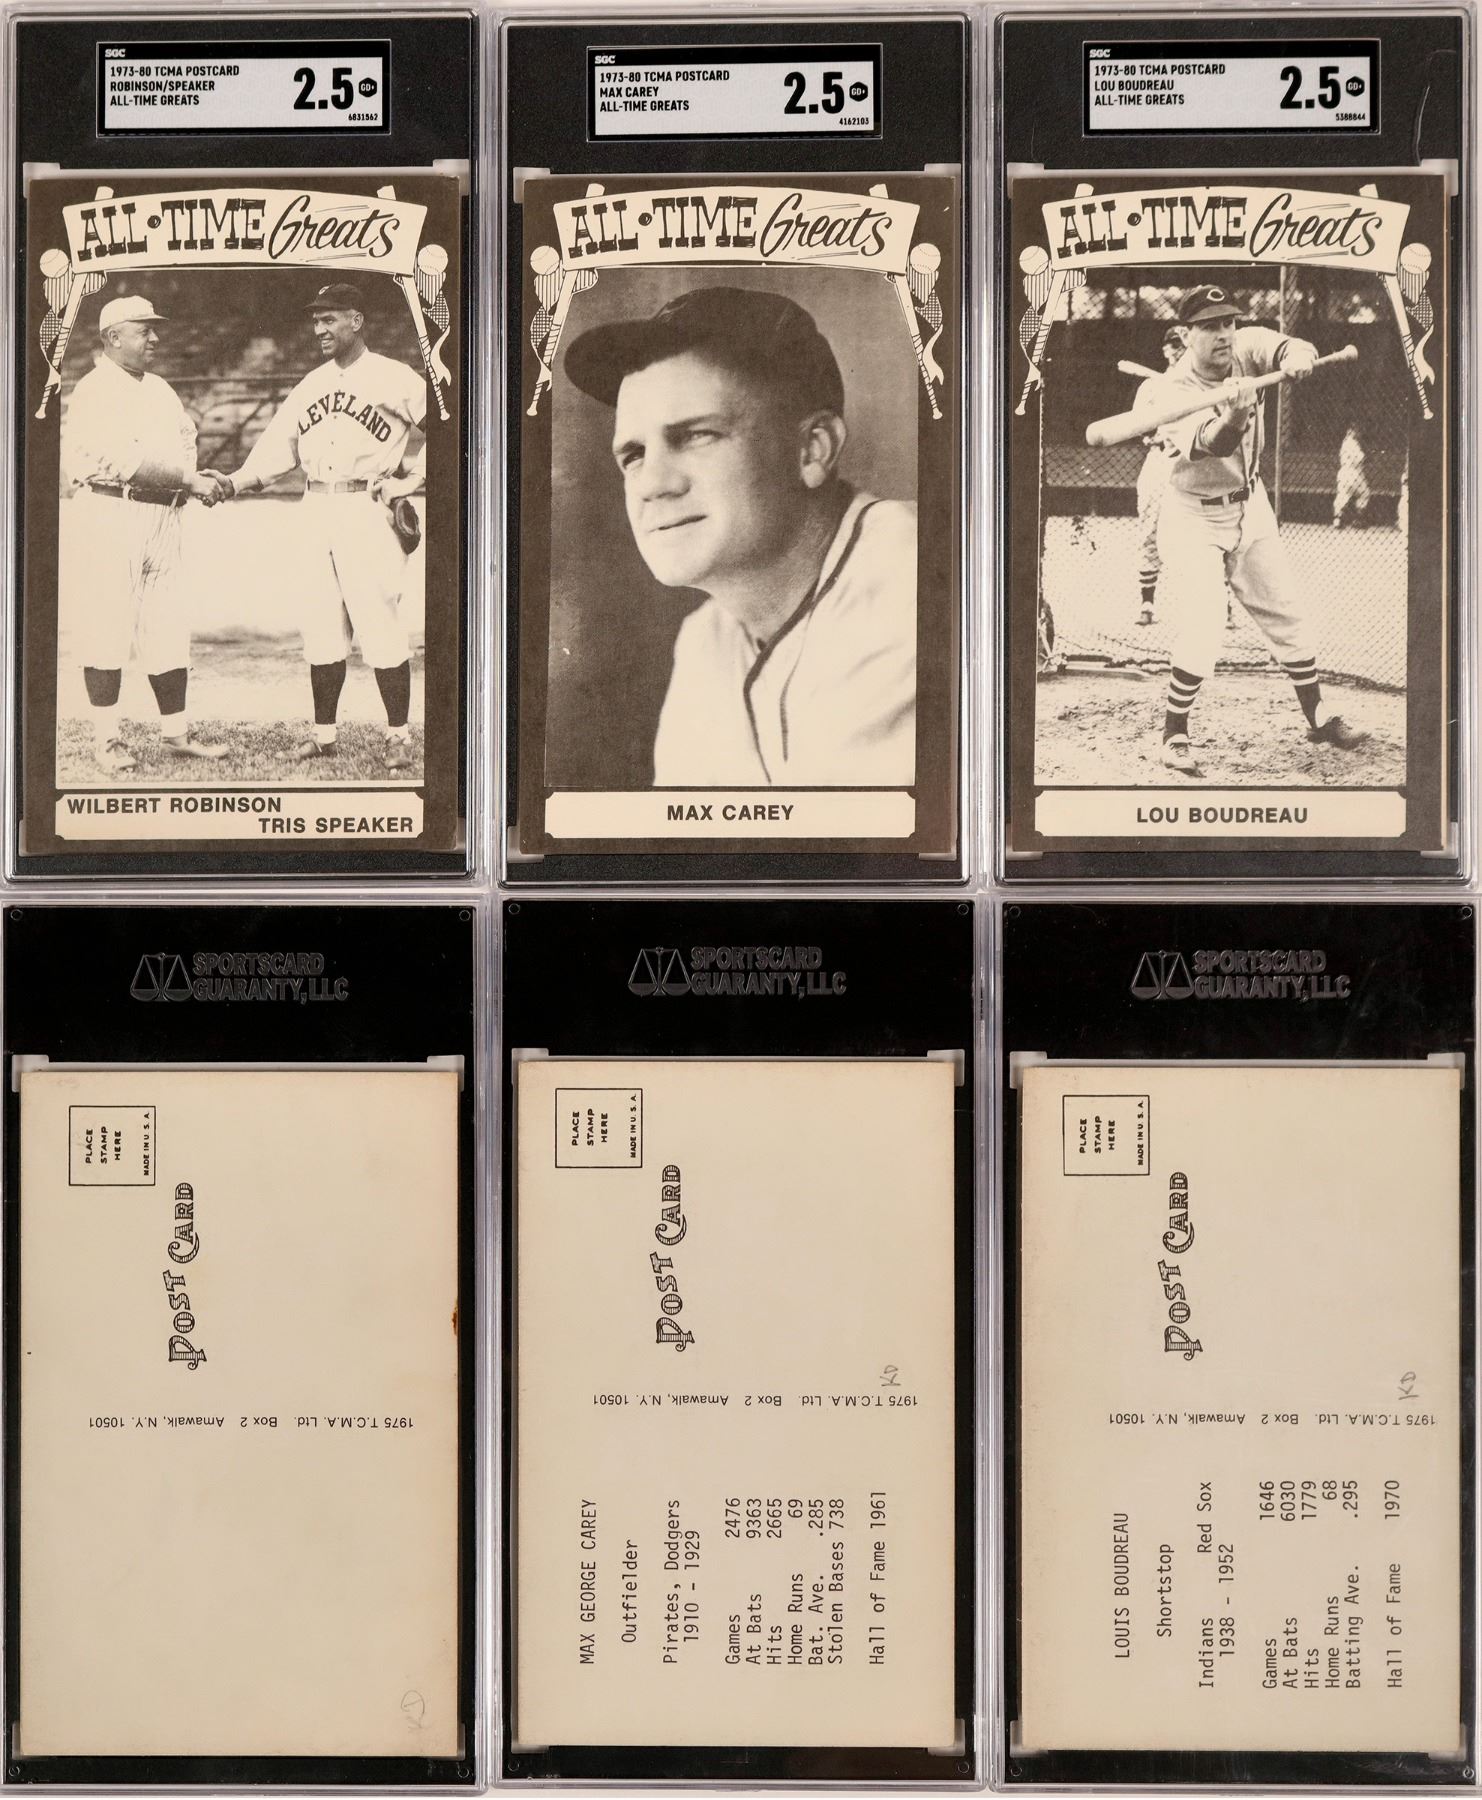 SGC
1973-80 TCMA POSTCARD
ROBINSON/SPEAKER
ALL-TIME GREATS
2.5
GD+
6831562
ALL·TIME Greats
CLEVELAND
WILBERT ROBINSON
TRIS SPEAKER
SGC
1973-80 TCMA POSTCARD
MAX CAREY
ALL-TIME GREATS
2.5
GD+
4162103
ALL·TIME Greats
MAX CAREY
SGC
1973-80 TCMA POSTCARD
LOU BOUDREAU
ALL-TIME GREATS
2.5
GD+
5388844
ALL·TIME Greats
C
LOU BOUDREAU
SPORTSCARD
GUARANTY, LLC
PLACE
STAMP
HERE
MADE IN U.S.A.
POST CARD
1975 T.C.M.A. Ltd. Box 2 Amawalk, N.Y. 10501
KD
SPORTSCARD
GUARANTY, LLC
PLACE
STAMP
HERE
MADE IN U.S.A.
POST CARD
KD
1975 T.C.M.A. Ltd. Box 2 Amawalk, N.Y. 10501
MAX GEORGE CAREY
Outfielder
Pirates, Dodgers
1910 - 1929
Games 2476
At Bats 9363
Hits 2665
Home Runs 69
Bat. Ave. .285
Stolen Bases 738
Hall of Fame 1961
SPORTSCARD
GUARANTY, LLC
PLACE
STAMP
HERE
MADE IN U.S.A.
POST CARD
KD
1975 T.C.M.A. Ltd. Box 2 Amawalk, N.Y. 10501
LOUIS BOUDREAU
Shortstop
Indians Red Sox
1938 - 1952
Games 1646
At Bats 6030
Hits 1779
Home Runs 68
Batting Ave. .295
Hall of Fame 1970